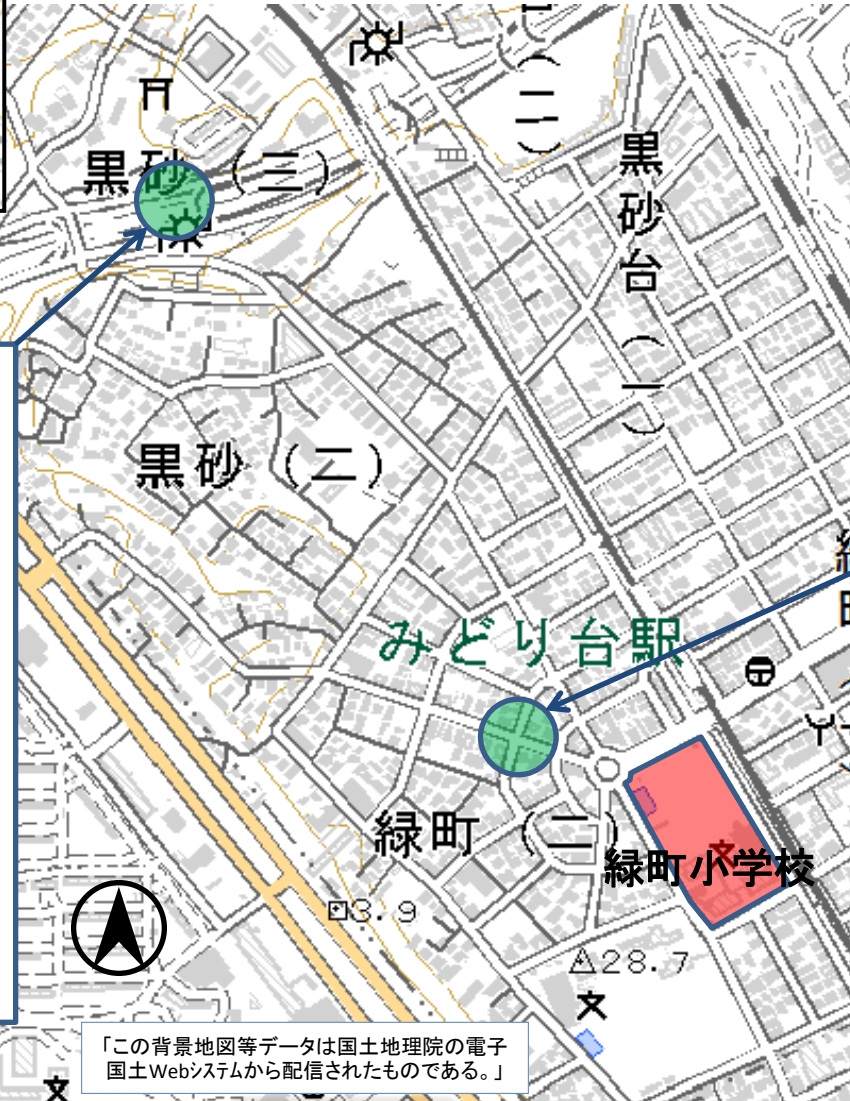 黒砂(三)
(二)
黒砂台(一)
黒砂(二)
みどり台駅
緑町(二)
緑町小学校
3.9
28.7
「この背景地図等データは国土地理院の電子
国土Webシステムから配信されたものである。」